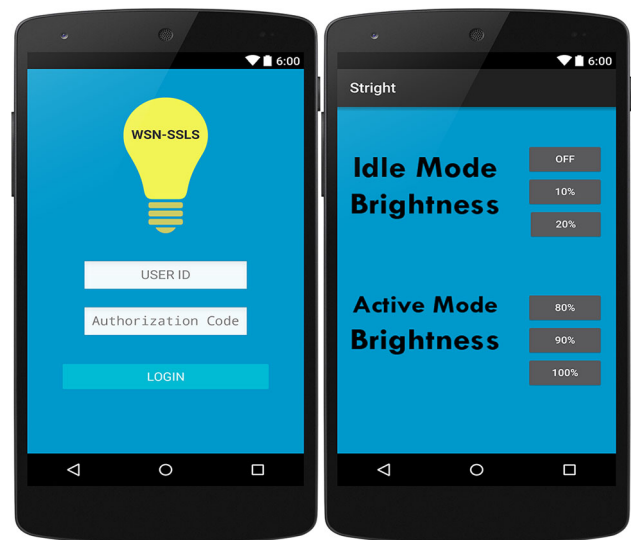 6:00
WSN-SSLS
USER ID
Authorization Code
LOGIN
6:00
Stright
Idle Mode
Brightness
OFF
10%
20%
Active Mode
Brightness
80%
90%
100%